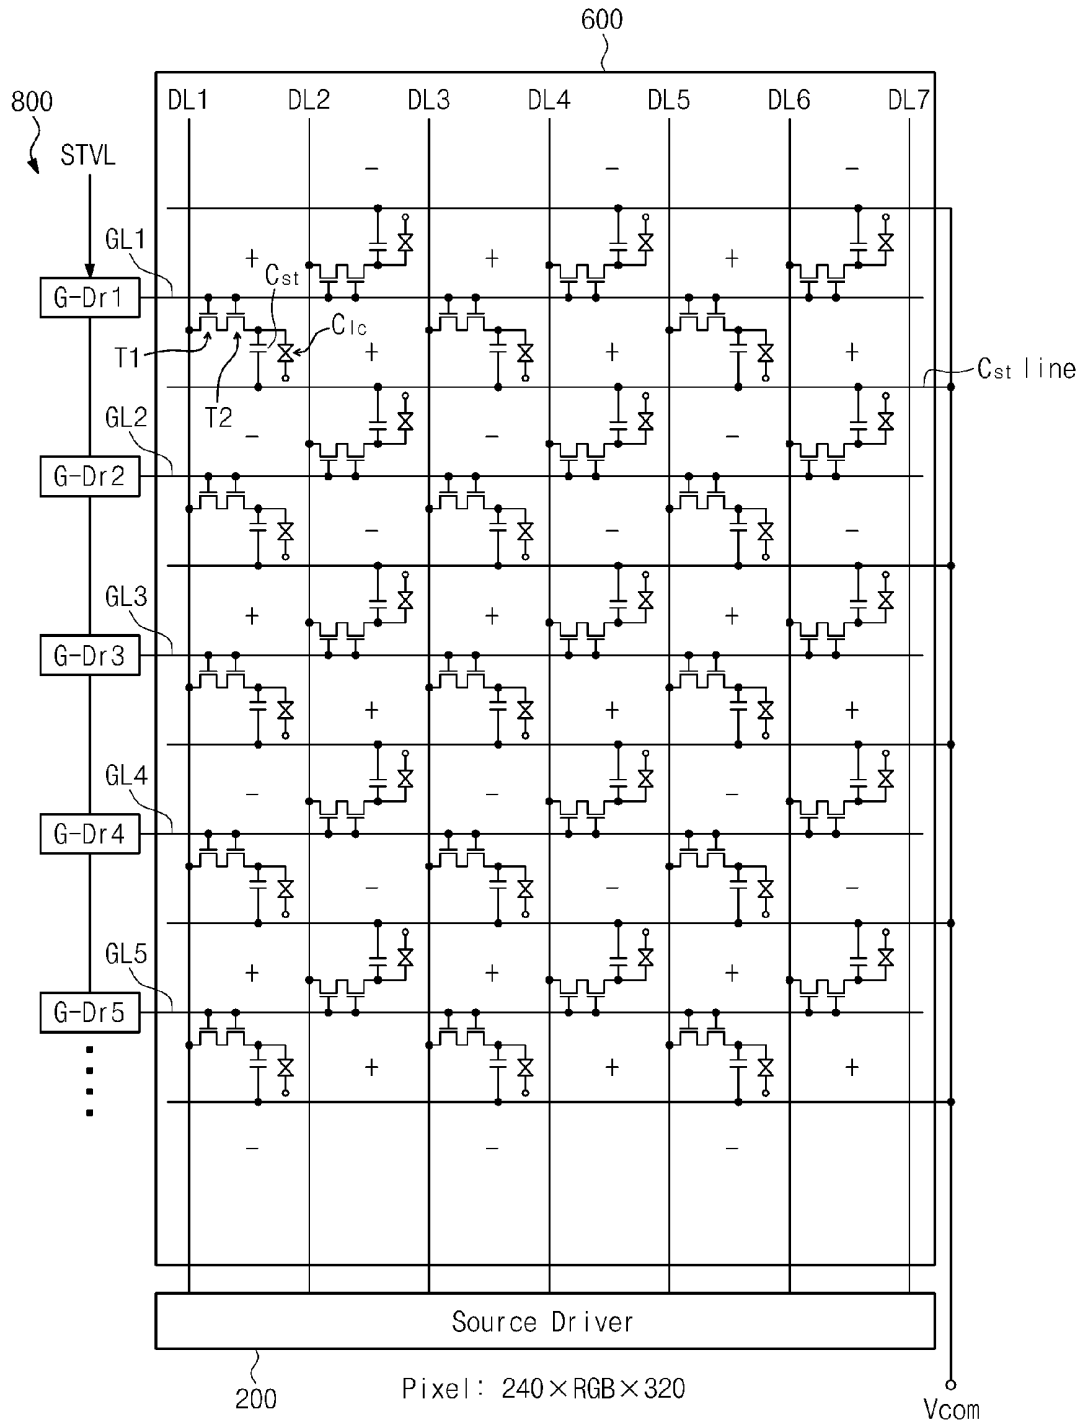 600
800
DL1 DL2 DL3 DL4 DL5 DL6 DL7
STVL
- - -
GL1
+ + +
Cst
G-Dr1
T1
Clc
+ + +
T2
Cst line
GL2
- - -
G-Dr2
- - -
GL3
+ + +
G-Dr3
+ + +
GL4
- - -
G-Dr4
- - -
GL5
+ + +
G-Dr5
+ + +
- - -
Source Driver
200
Pixel: 240×RGB×320
Vcom